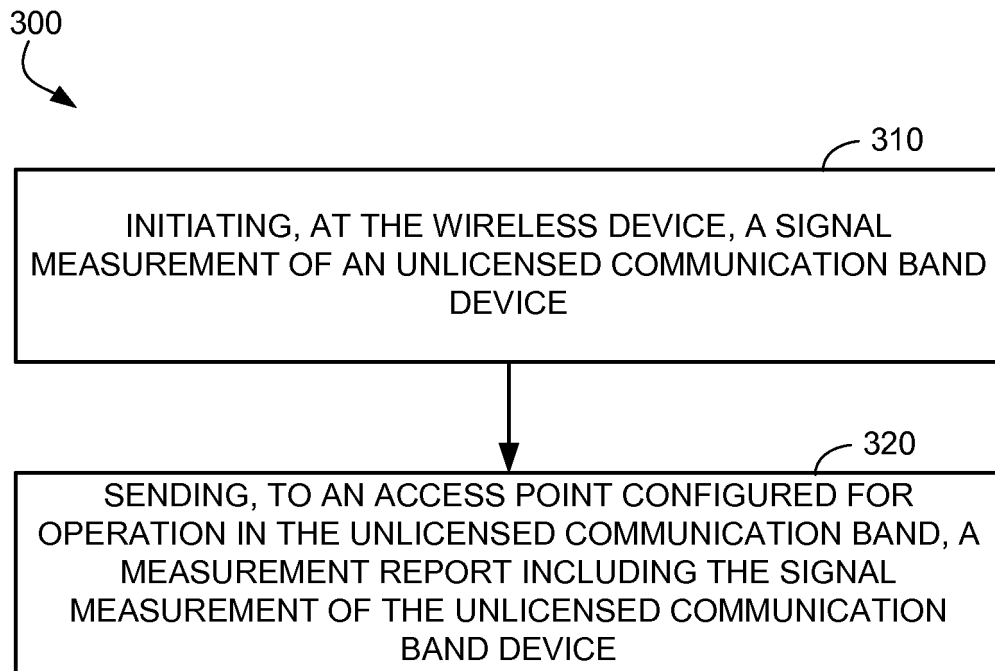 300
310
INITIATING, AT THE WIRELESS DEVICE, A SIGNAL
MEASUREMENT OF AN UNLICENSED COMMUNICATION BAND
DEVICE
320
SENDING, TO AN ACCESS POINT CONFIGURED FOR
OPERATION IN THE UNLICENSED COMMUNICATION BAND, A
MEASUREMENT REPORT INCLUDING THE SIGNAL
MEASUREMENT OF THE UNLICENSED COMMUNICATION
BAND DEVICE